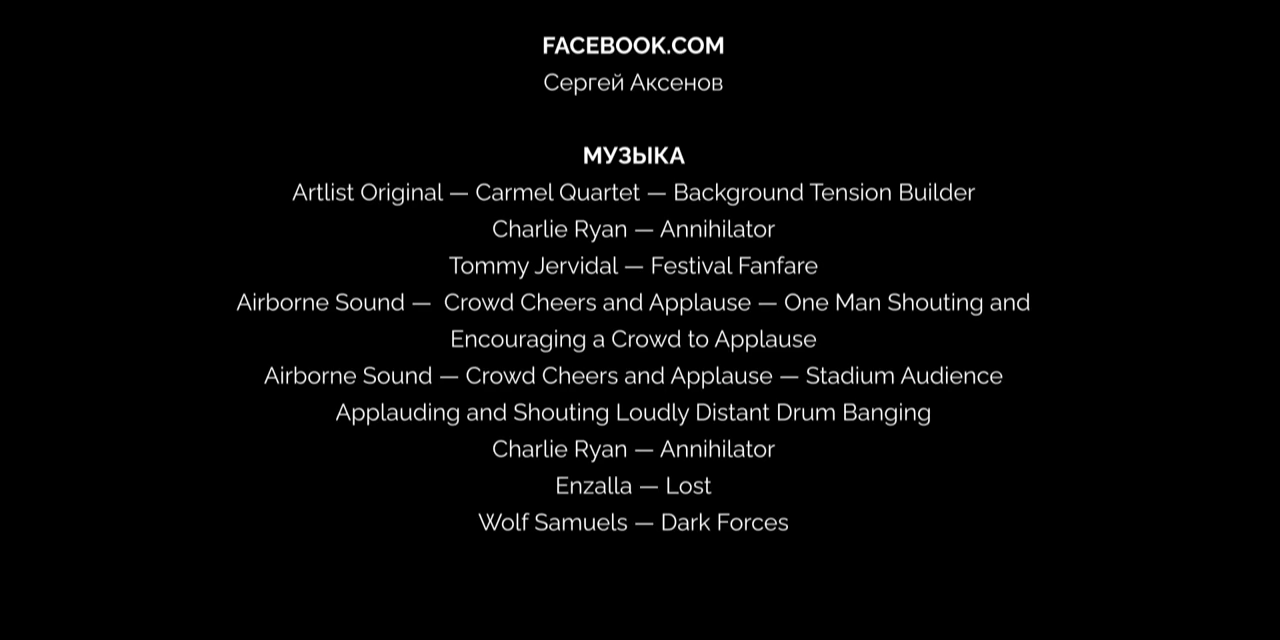 FACEBOOK.COM
Сергей Аксенов
МУЗЫКА
Artlist Original — Carmel Quartet — Background Tension Builder
Charlie Ryan — Annihilator
Tommy Jervidal — Festival Fanfare
Airborne Sound —  Crowd Cheers and Applause — One Man Shouting and
Encouraging a Crowd to Applause
Airborne Sound — Crowd Cheers and Applause — Stadium Audience
Applauding and Shouting Loudly Distant Drum Banging
Charlie Ryan — Annihilator
Enzalla — Lost
Wolf Samuels — Dark Forces